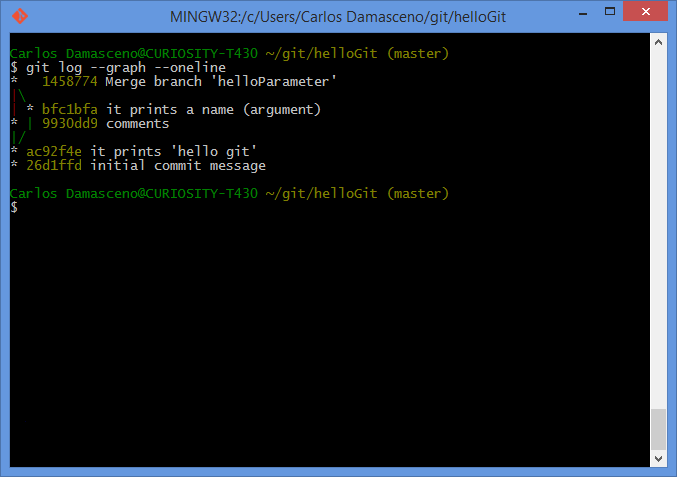 MINGW32:/c/Users/Carlos Damasceno/git/helloGit
Carlos Damasceno@CURIOSITY-T430 ~/git/helloGit (master)
$ git log --graph --oneline
*   1458774 Merge branch 'helloParameter'
|\
| * bfc1bfa it prints a name (argument)
* | 9930dd9 comments
|/
* ac92f4e it prints 'hello git'
* 26d1ffd initial commit message
Carlos Damasceno@CURIOSITY-T430 ~/git/helloGit (master)
$